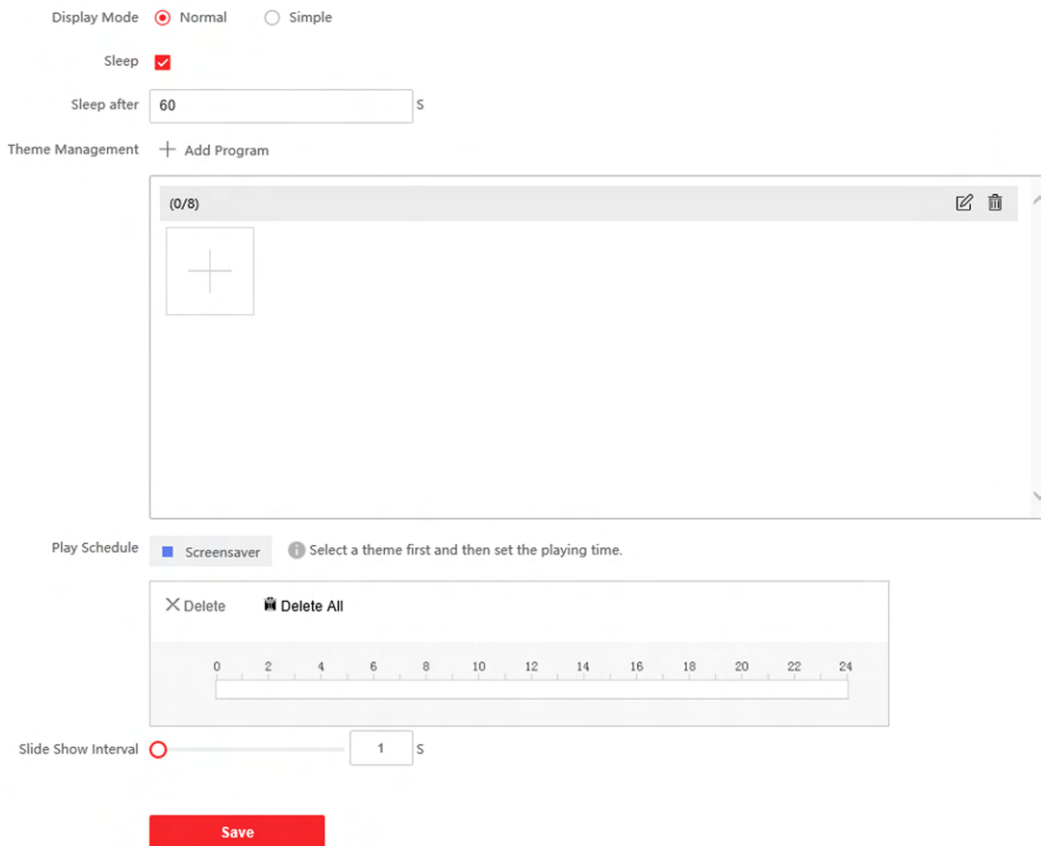 Display Mode Normal Simple
Sleep
Sleep after 60 S
Theme Management Add Program
(0/8)
Play Schedule Screensaver Select a theme first and then set the playing time.
Delete Delete All
0 2 4 6 8 10 12 14 16 18 20 22 24
Slide Show Interval 1 S
Save